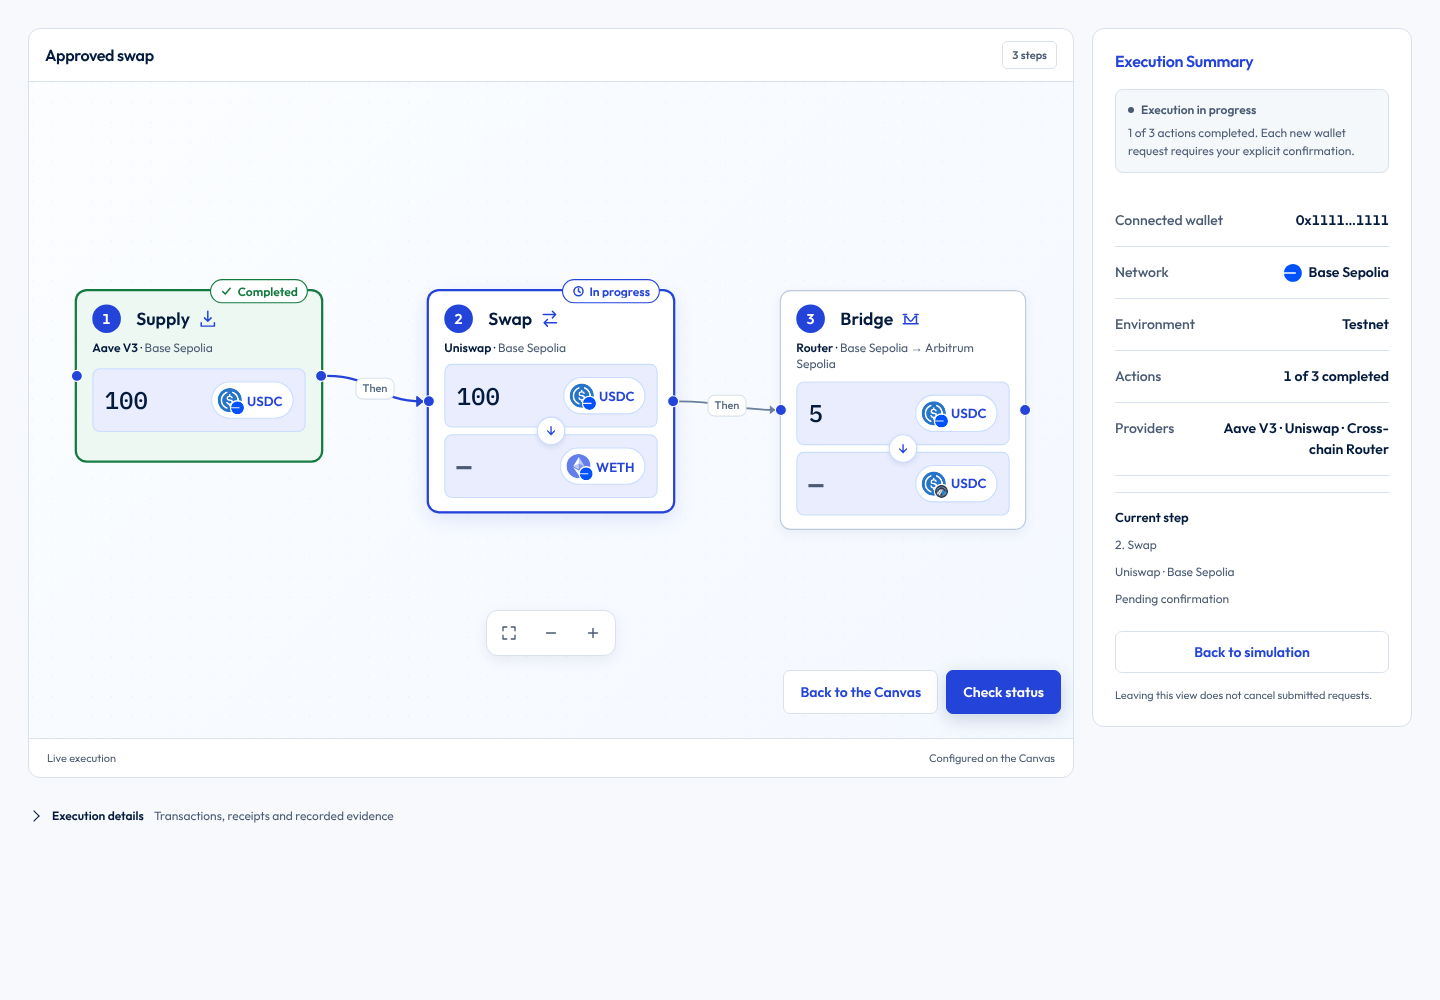 Approved swap
3 steps
Completed
1
Supply
Aave V3 · Base Sepolia
100
USDC
Then
In progress
2
Swap
Uniswap · Base Sepolia
100
USDC
—
WETH
Then
3
Bridge
Router · Base Sepolia → Arbitrum
Sepolia
5
USDC
—
USDC
Back to the Canvas
Check status
Live execution
Configured on the Canvas
Execution details
Transactions, receipts and recorded evidence
Execution Summary
Execution in progress
1 of 3 actions completed. Each new wallet
request requires your explicit confirmation.
Connected wallet
0x1111...1111
Network
Base Sepolia
Environment
Testnet
Actions
1 of 3 completed
Providers
Aave V3 · Uniswap · Cross-
chain Router
Current step
2. Swap
Uniswap · Base Sepolia
Pending confirmation
Back to simulation
Leaving this view does not cancel submitted requests.